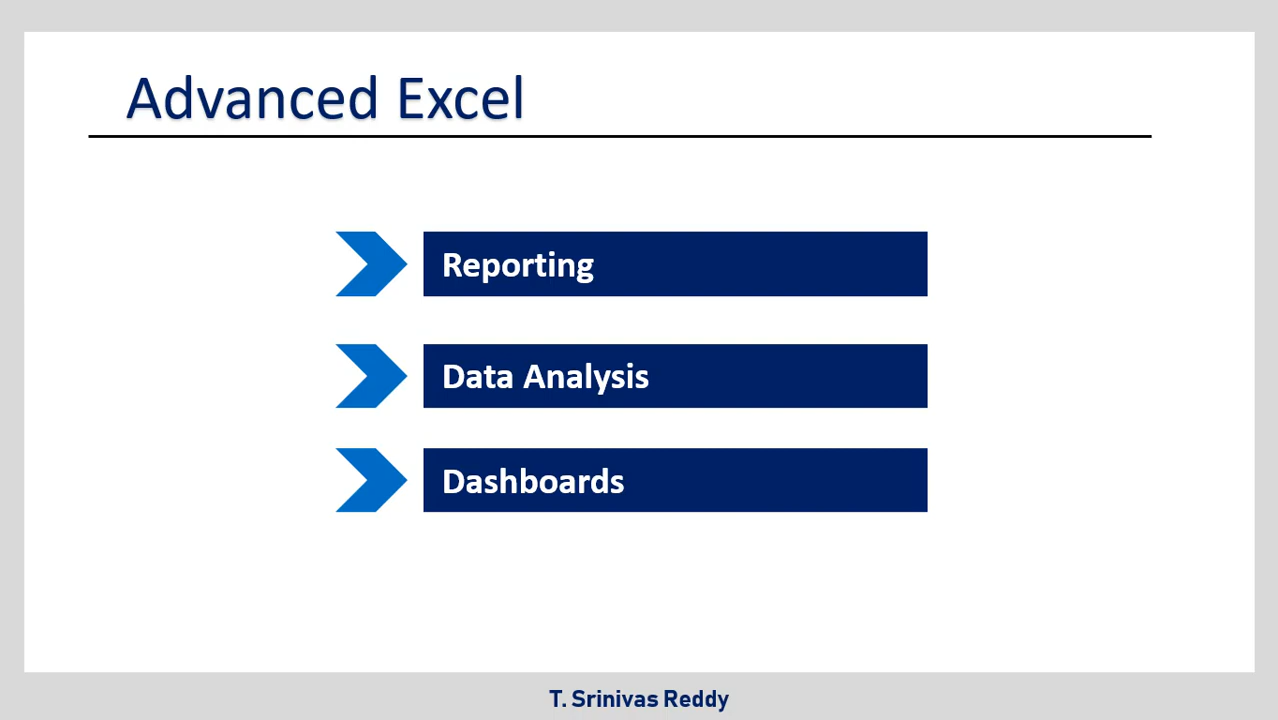 Advanced Excel
Reporting
Data Analysis
Dashboards
T. Srinivas Reddy